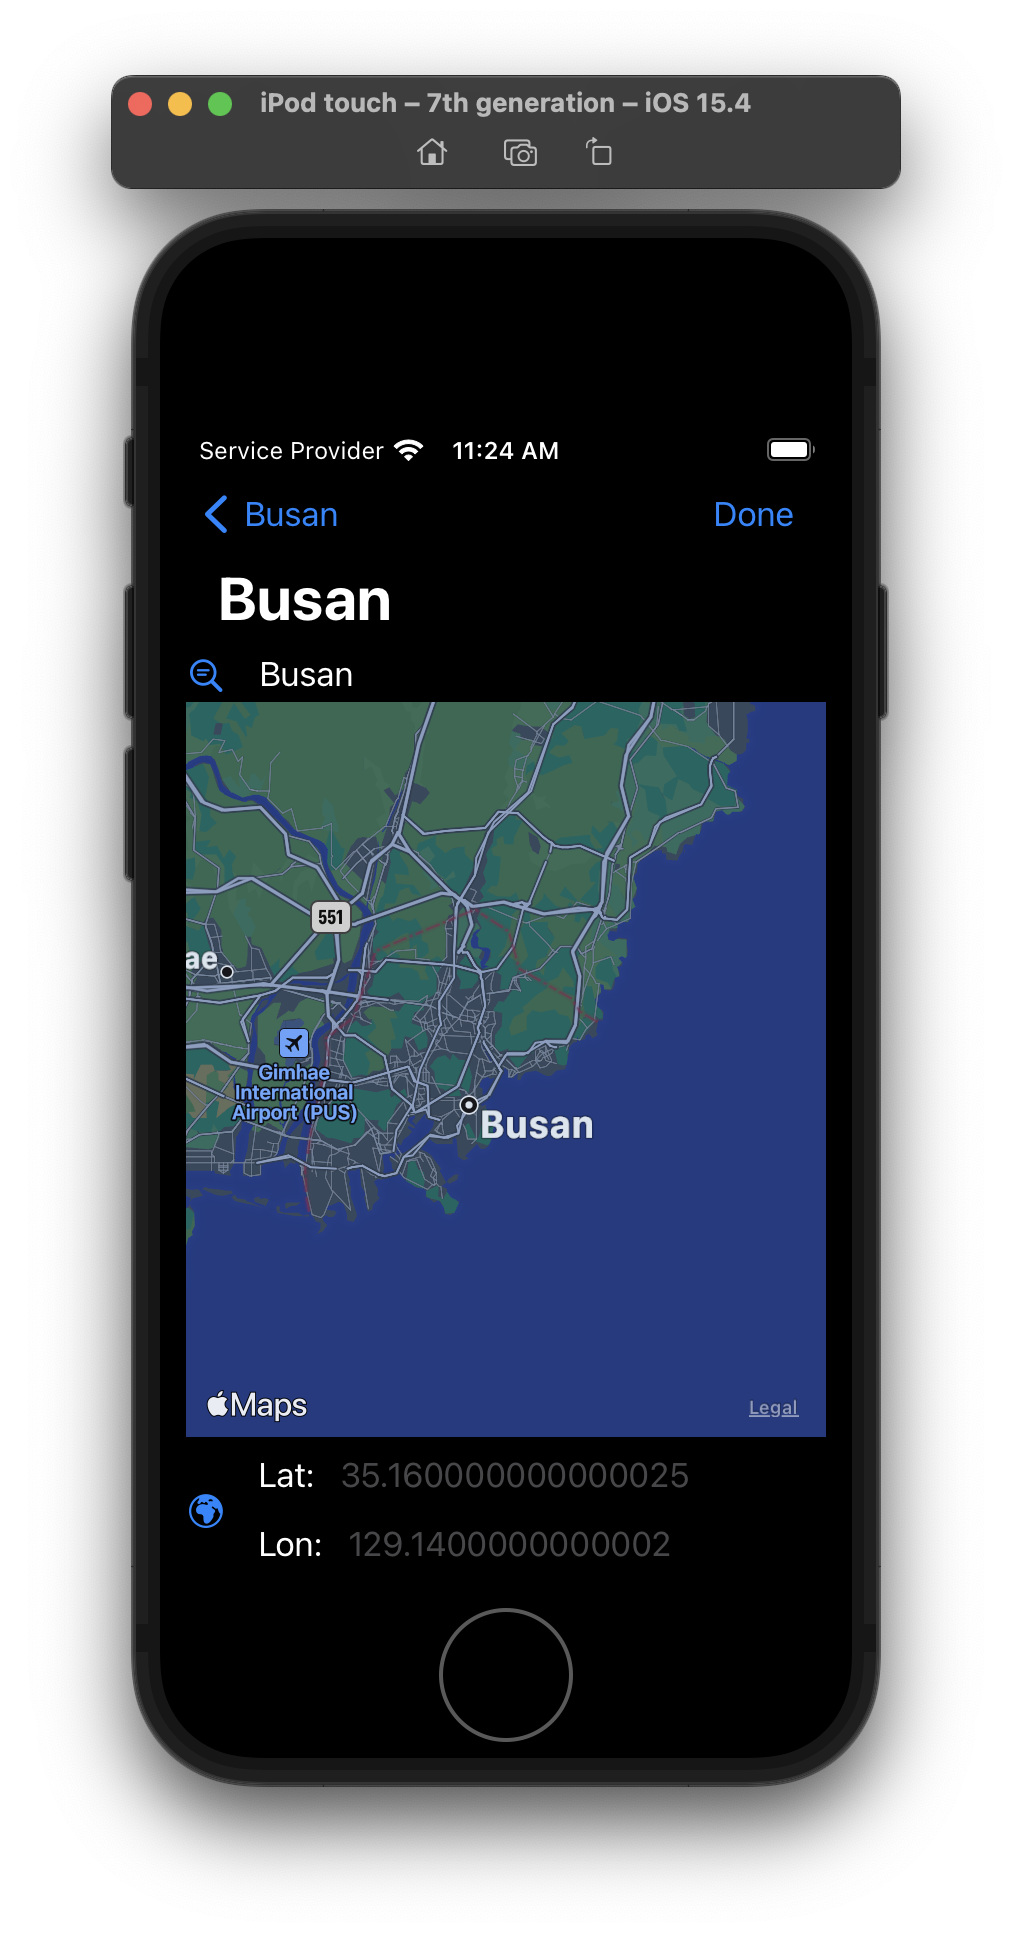 iPod touch – 7th generation – iOS 15.4
Service Provider 11:24 AM
Busan Done
Busan
Busan
551
ae
Gimhae
International
Airport (PUS)
Busan
Maps Legal
Lat: 35.160000000000025
Lon: 129.1400000000002